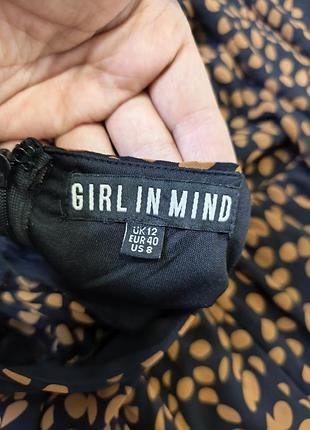 GIRL IN MIND
UK 12
EUR 40
US 8